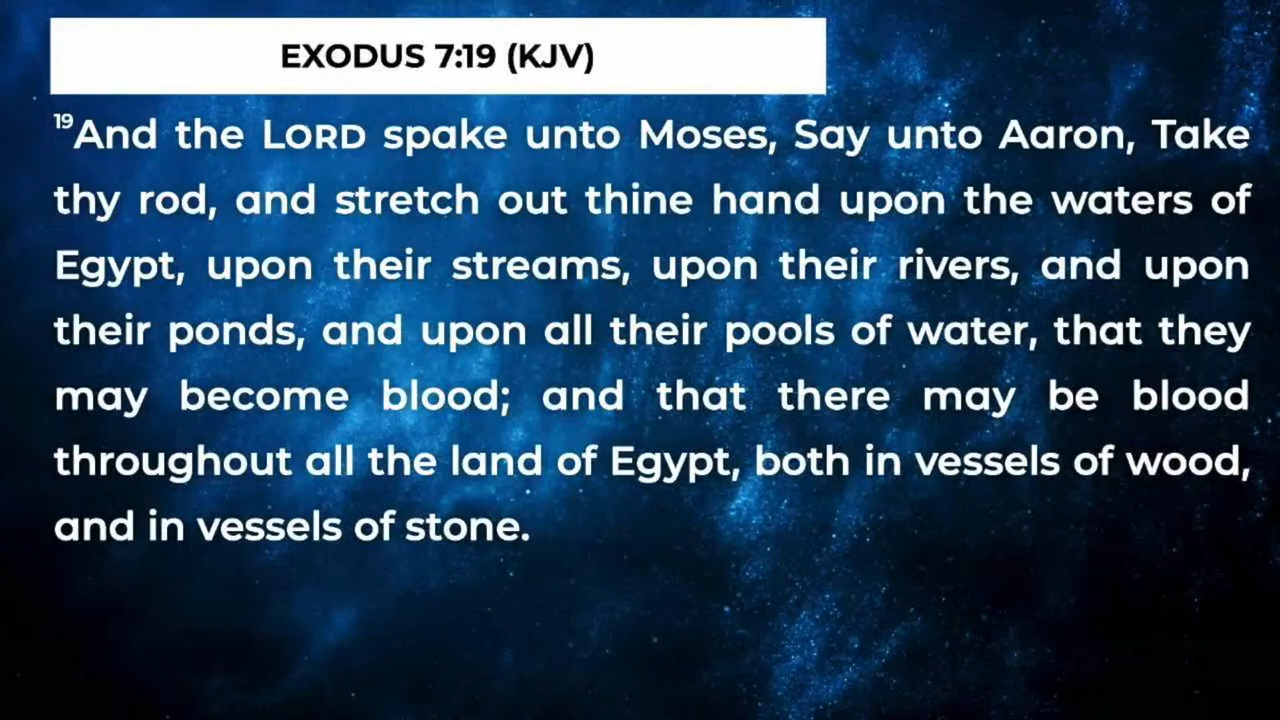 EXODUS 7:19 (KJV)
19And the LORD spake unto Moses, Say unto Aaron, Take
thy rod, and stretch out thine hand upon the waters of
Egypt, upon their streams, upon their rivers, and upon
their ponds, and upon all their pools of water, that they
may become blood; and that there may be blood
throughout all the land of Egypt, both in vessels of wood,
and in vessels of stone.